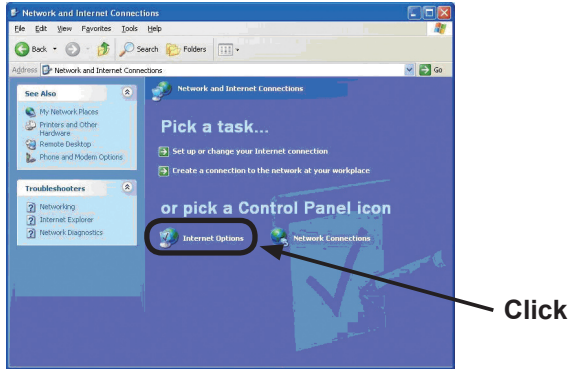 Network and Internet Connections
File Edit View Favorites Tools Help
Back Search Folders
Address Network and Internet Connections Go
See Also
My Network Places
Printers and Other
Hardware
Remote Desktop
Phone and Modem Options
Troubleshooters
Networking
Internet Explorer
Network Diagnostics
Network and Internet Connections
Pick a task...
Set up or change your Internet connection
Create a connection to the network at your workplace
or pick a Control Panel icon
Internet Options Network Connections
Click